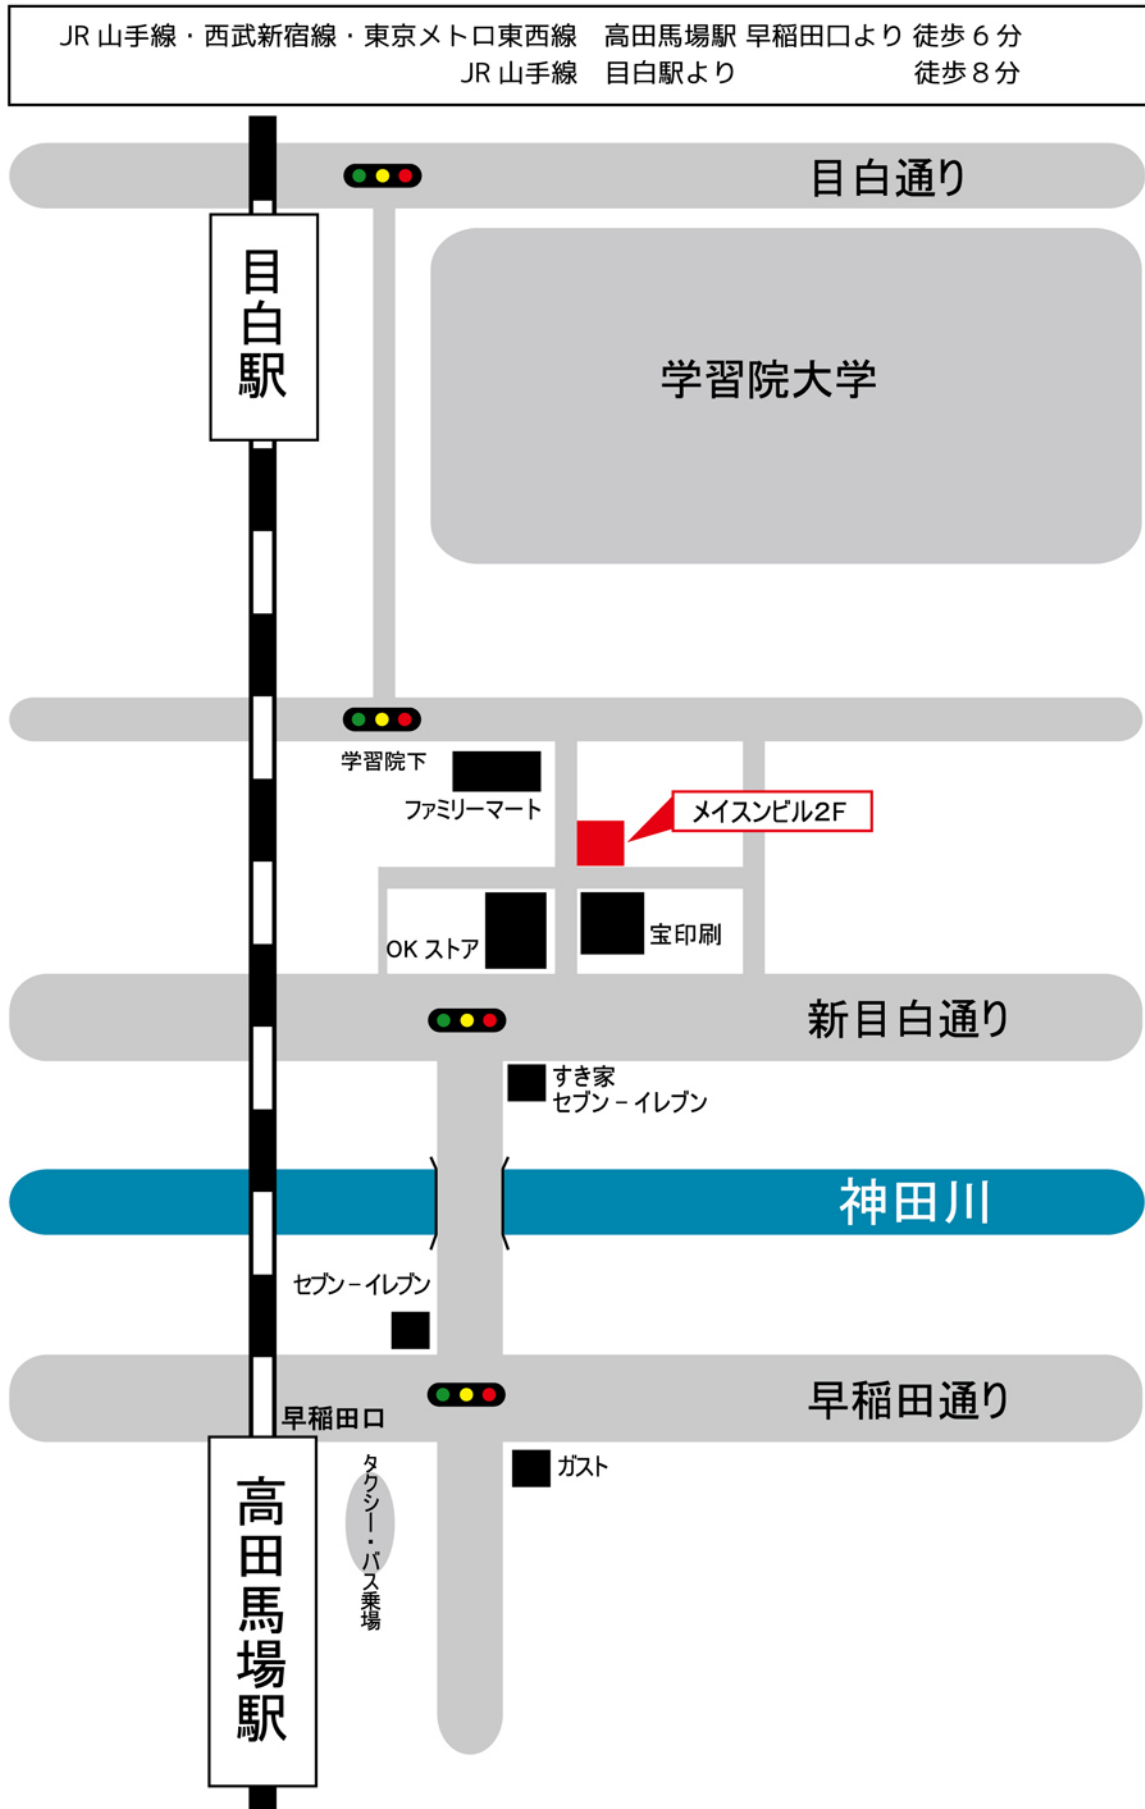 JR 山手線・西武新宿線・東京メトロ東西線　高田馬場駅 早稲田口より 徒歩 6 分
JR 山手線　目白駅より　徒歩 8 分
目白通り
目白駅
学習院大学
学習院下
ファミリーマート
メイスンビル2F
OK ストア
宝印刷
新目白通り
すき家
セブン－イレブン
神田川
セブン－イレブン
早稲田通り
早稲田口
ガスト
タクシー・バス乗場
高田馬場駅